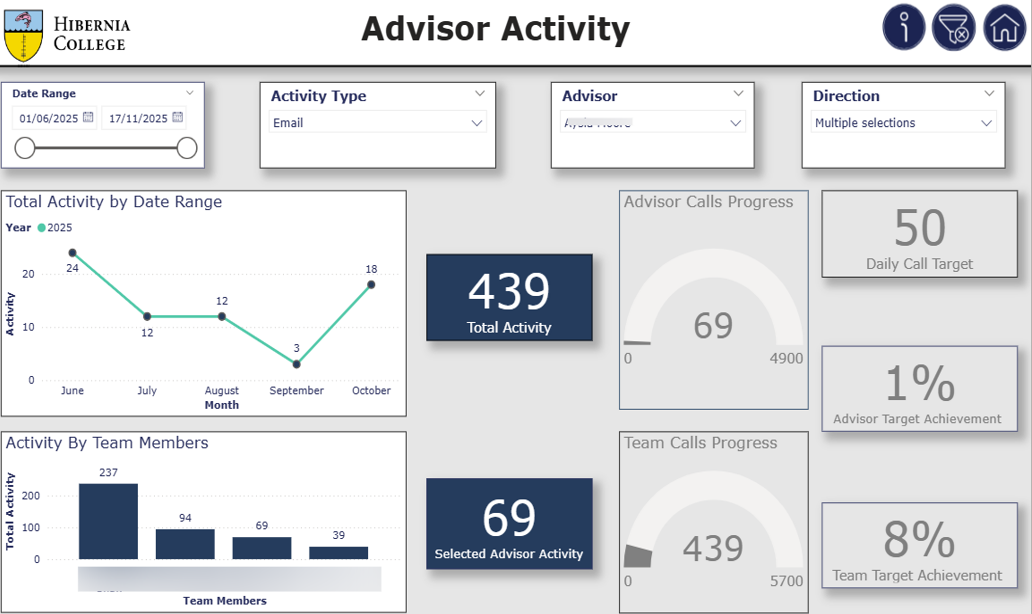 HIBERNIA
COLLEGE
Advisor Activity
Date Range
01/06/2025
17/11/2025
Activity Type
Email
Advisor
Direction
Multiple selections
Total Activity by Date Range
Year 2025
Activity
20
10
0
24
12
12
3
18
June July August September October
Month
439
Total Activity
Advisor Calls Progress
69
0 4900
50
Daily Call Target
1%
Advisor Target Achievement
Activity By Team Members
Total Activity
200
100
0
237
94
69
39
Team Members
69
Selected Advisor Activity
Team Calls Progress
439
0 5700
8%
Team Target Achievement